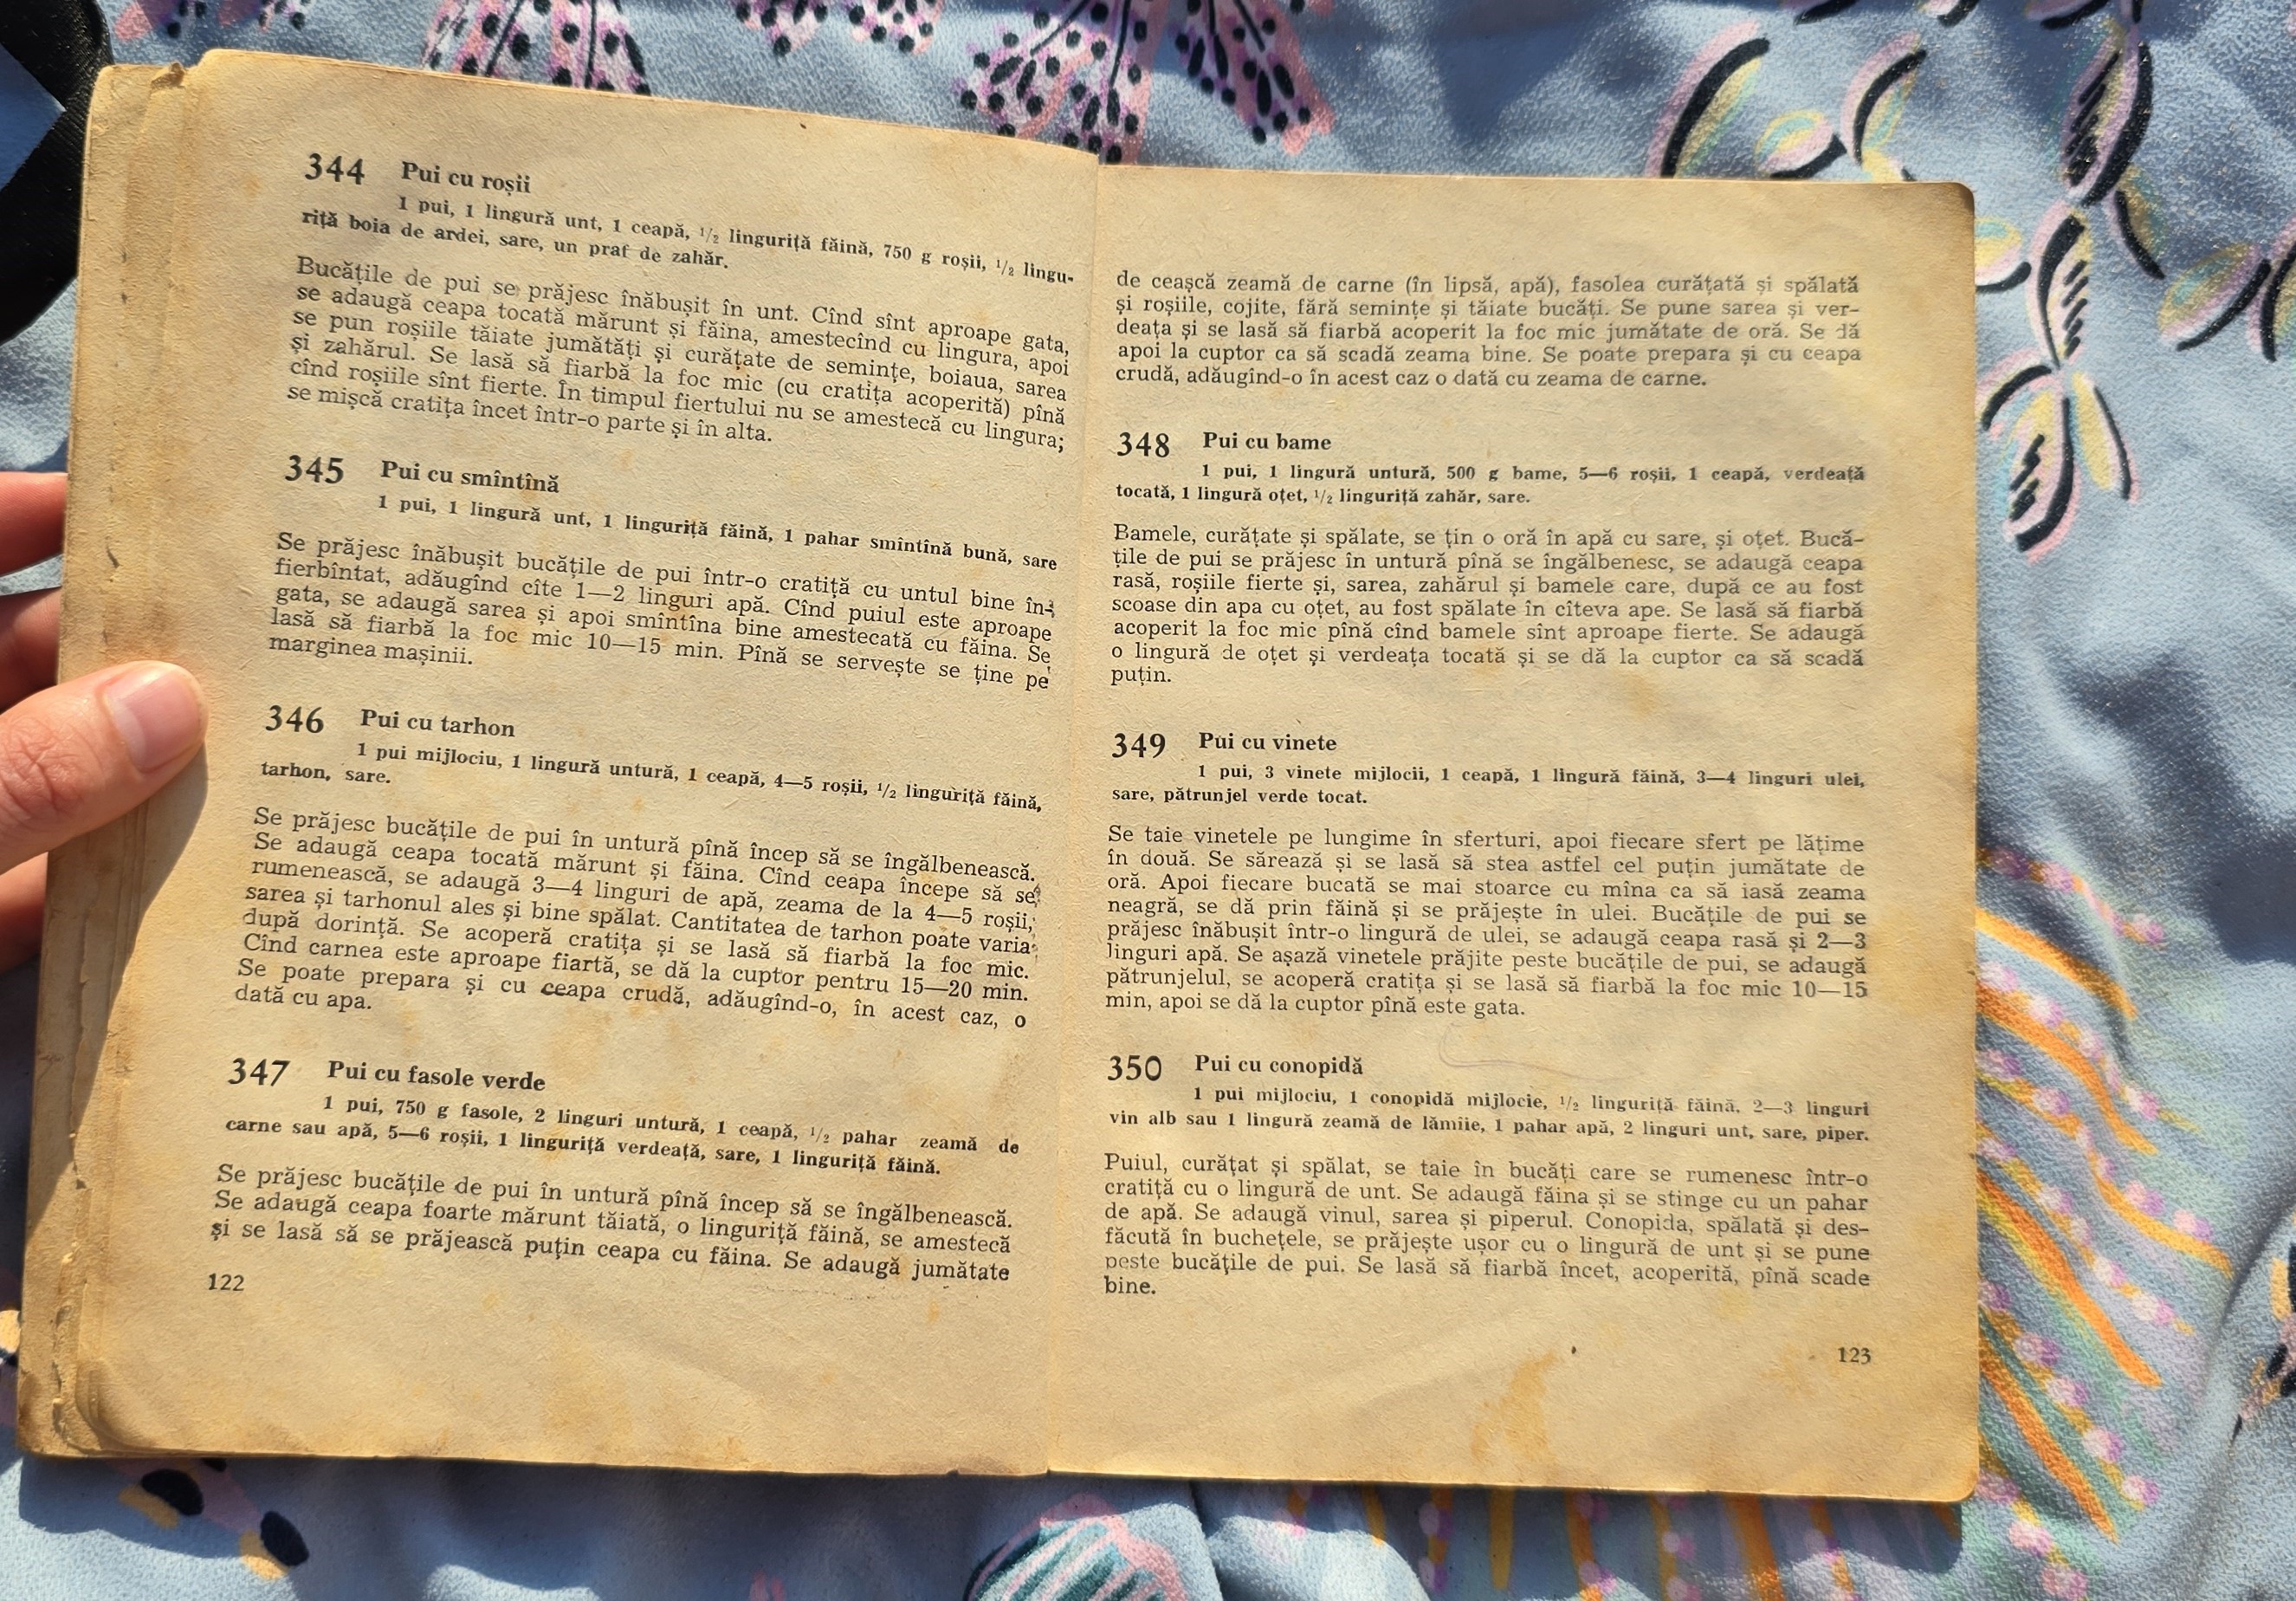 344 Pui cu roșii
1 pui, 1 lingură unt, 1 ceapă, 1/2 linguriță făină, 750 g roșii, 1/2 lingu-
riță boia de ardei, sare, un praf de zahăr.
Bucățile de pui se prăjesc înăbușit în unt. Cînd sînt aproape gata,
se adaugă ceapa tocată mărunt și făina, amestecînd cu lingura, apoi
se pun roșiile tăiate jumătăți și curățate de semințe, boiaua, sarea
și zahărul. Se lasă să fiarbă la foc mic (cu cratița acoperită) pînă
cînd roșiile sînt fierte. În timpul fiertului nu se amestecă cu lingura;
se mișcă cratița încet într-o parte și în alta.
345 Pui cu smîntînă
1 pui, 1 lingură unt, 1 linguriță făină, 1 pahar smîntînă bună, sare
Se prăjesc înăbușit bucățile de pui într-o cratiță cu untul bine în-
fierbîntat, adăugînd cîte 1—2 linguri apă. Cînd puiul este aproape
gata, se adaugă sarea și apoi smîntîna bine amestecată cu făina. Se
lasă să fiarbă la foc mic 10—15 min. Pînă se servește se ține pe
marginea mașinii.
346 Pui cu tarhon
1 pui mijlociu, 1 lingură untură, 1 ceapă, 4—5 roșii, 1/2 linguriță făină,
tarhon, sare.
Se prăjesc bucățile de pui în untură pînă încep să se îngălbenească.
Se adaugă ceapa tocată mărunt și făina. Cînd ceapa începe să se
rumenească, se adaugă 3—4 linguri de apă, zeama de la 4—5 roșii,
sarea și tarhonul ales și bine spălat. Cantitatea de tarhon poate varia
după dorință. Se acoperă cratița și se lasă să fiarbă la foc mic.
Cînd carnea este aproape fiartă, se dă la cuptor pentru 15—20 min.
Se poate prepara și cu ceapa crudă, adăugînd-o, în acest caz, o
dată cu apa.
347 Pui cu fasole verde
1 pui, 750 g fasole, 2 linguri untură, 1 ceapă, 1/2 pahar zeamă de
carne sau apă, 5—6 roșii, 1 linguriță verdeață, sare, 1 linguriță făină.
Se prăjesc bucățile de pui în untură pînă încep să se îngălbenească.
Se adaugă ceapa foarte mărunt tăiată, o linguriță făină, se amestecă
și se lasă să se prăjească puțin ceapa cu făina. Se adaugă jumătate
122
de ceașcă zeamă de carne (în lipsă, apă), fasolea curățată și spălată
și roșiile, cojite, fără semințe și tăiate bucăți. Se pune sarea și ver-
deața și se lasă să fiarbă acoperit la foc mic jumătate de oră. Se dă
apoi la cuptor ca să scadă zeama bine. Se poate prepara și cu ceapa
crudă, adăugînd-o în acest caz o dată cu zeama de carne.
348 Pui cu bame
1 pui, 1 lingură untură, 500 g bame, 5—6 roșii, 1 ceapă, verdeață
tocată, 1 lingură oțet, 1/2 linguriță zahăr, sare.
Bamele, curățate și spălate, se țin o oră în apă cu sare, și oțet. Bucă-
țile de pui se prăjesc în untură pînă se îngălbenesc, se adaugă ceapa
rasă, roșiile fierte și, sarea, zahărul și bamele care, după ce au fost
scoase din apa cu oțet, au fost spălate în cîteva ape. Se lasă să fiarbă
acoperit la foc mic pînă cînd bamele sînt aproape fierte. Se adaugă
o lingură de oțet și verdeața tocată și se dă la cuptor ca să scadă
puțin.
349 Pui cu vinete
1 pui, 3 vinete mijlocii, 1 ceapă, 1 lingură făină, 3—4 linguri ulei,
sare, pătrunjel verde tocat.
Se taie vinetele pe lungime în sferturi, apoi fiecare sfert pe lățime
în două. Se sărează și se lasă să stea astfel cel puțin jumătate de
oră. Apoi fiecare bucată se mai stoarce cu mîna ca să iasă zeama
neagră, se dă prin făină și se prăjește în ulei. Bucățile de pui se
prăjesc înăbușit într-o lingură de ulei, se adaugă ceapa rasă și 2—3
linguri apă. Se așază vinetele prăjite peste bucățile de pui, se adaugă
pătrunjelul, se acoperă cratița și se lasă să fiarbă la foc mic 10—15
min, apoi se dă la cuptor pînă este gata.
350 Pui cu conopidă
1 pui mijlociu, 1 conopidă mijlocie, 1/2 linguriță făină, 2—3 linguri
vin alb sau 1 lingură zeamă de lămîie, 1 pahar apă, 2 linguri unt, sare, piper.
Puiul, curățat și spălat, se taie în bucăți care se rumenesc într-o
cratiță cu o lingură de unt. Se adaugă făina și se stinge cu un pahar
de apă. Se adaugă vinul, sarea și piperul. Conopida, spălată și des-
făcută în buchețele, se prăjește ușor cu o lingură de unt și se pune
peste bucățile de pui. Se lasă să fiarbă încet, acoperită, pînă scade
bine.
123